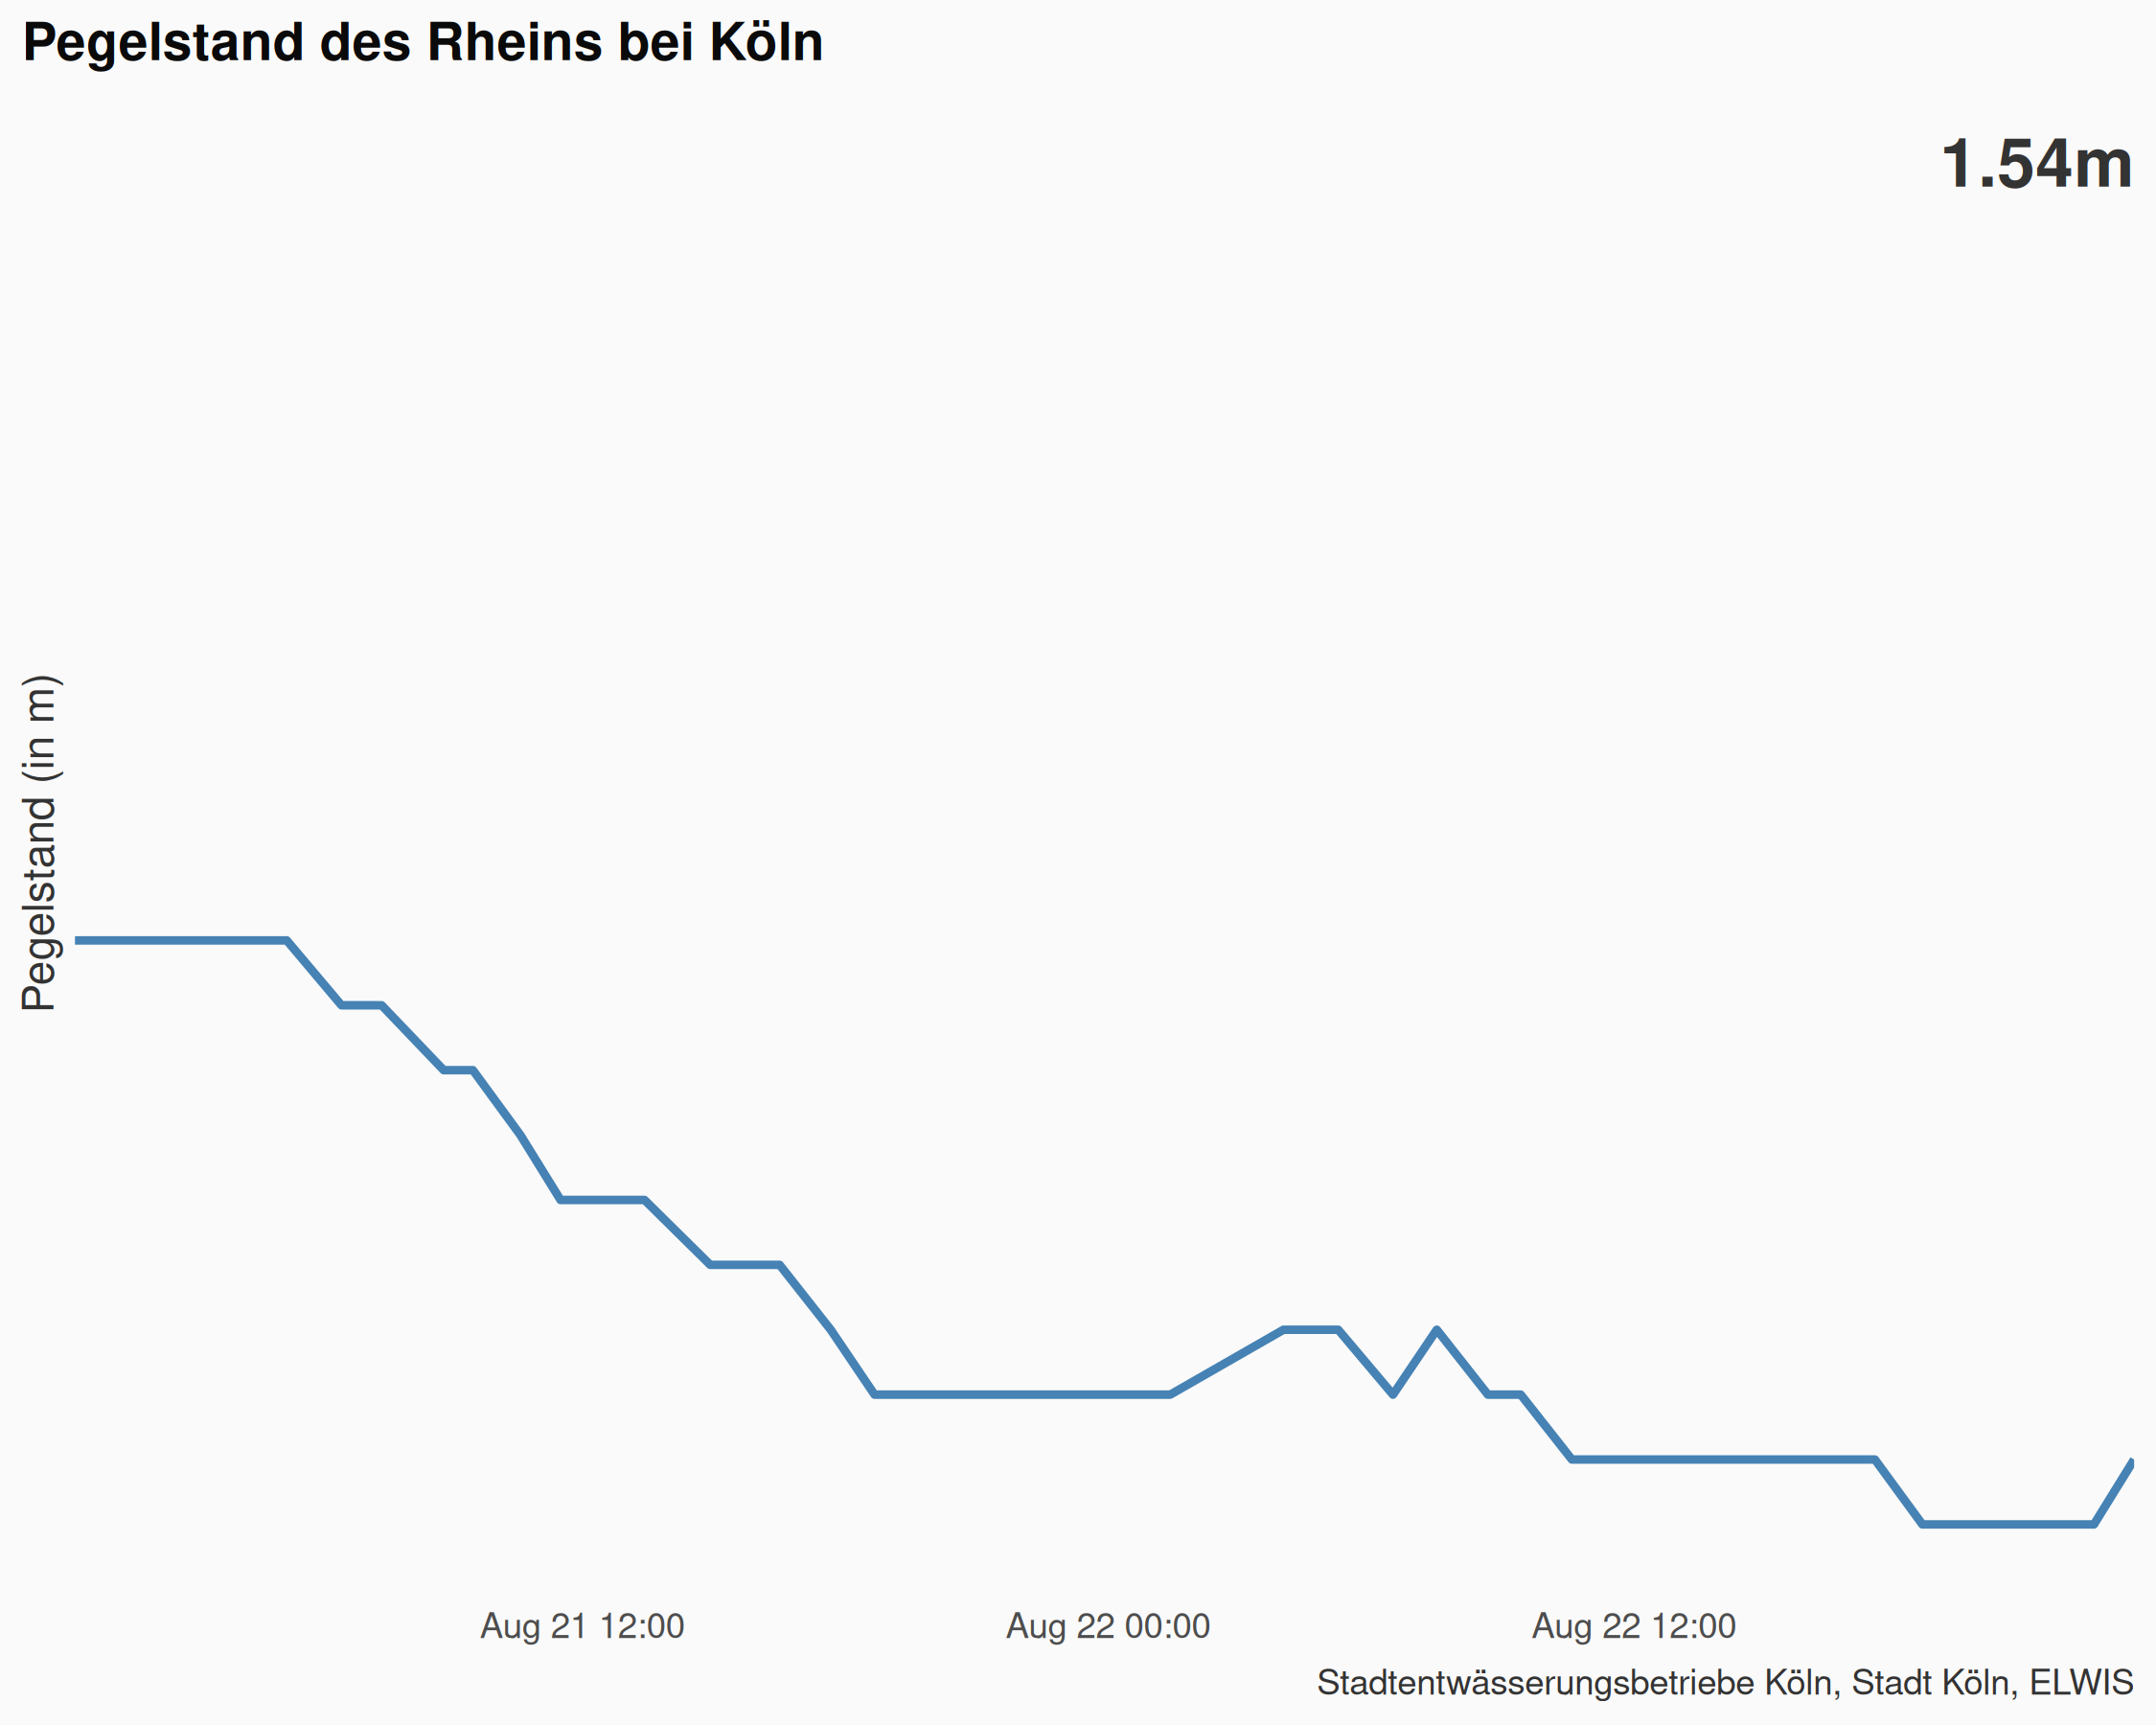 Pegelstand des Rheins bei Köln
1.54m
Pegelstand (in m)
Aug 21 12:00
Aug 22 00:00
Aug 22 12:00
Stadtentwässerungsbetriebe Köln, Stadt Köln, ELWIS